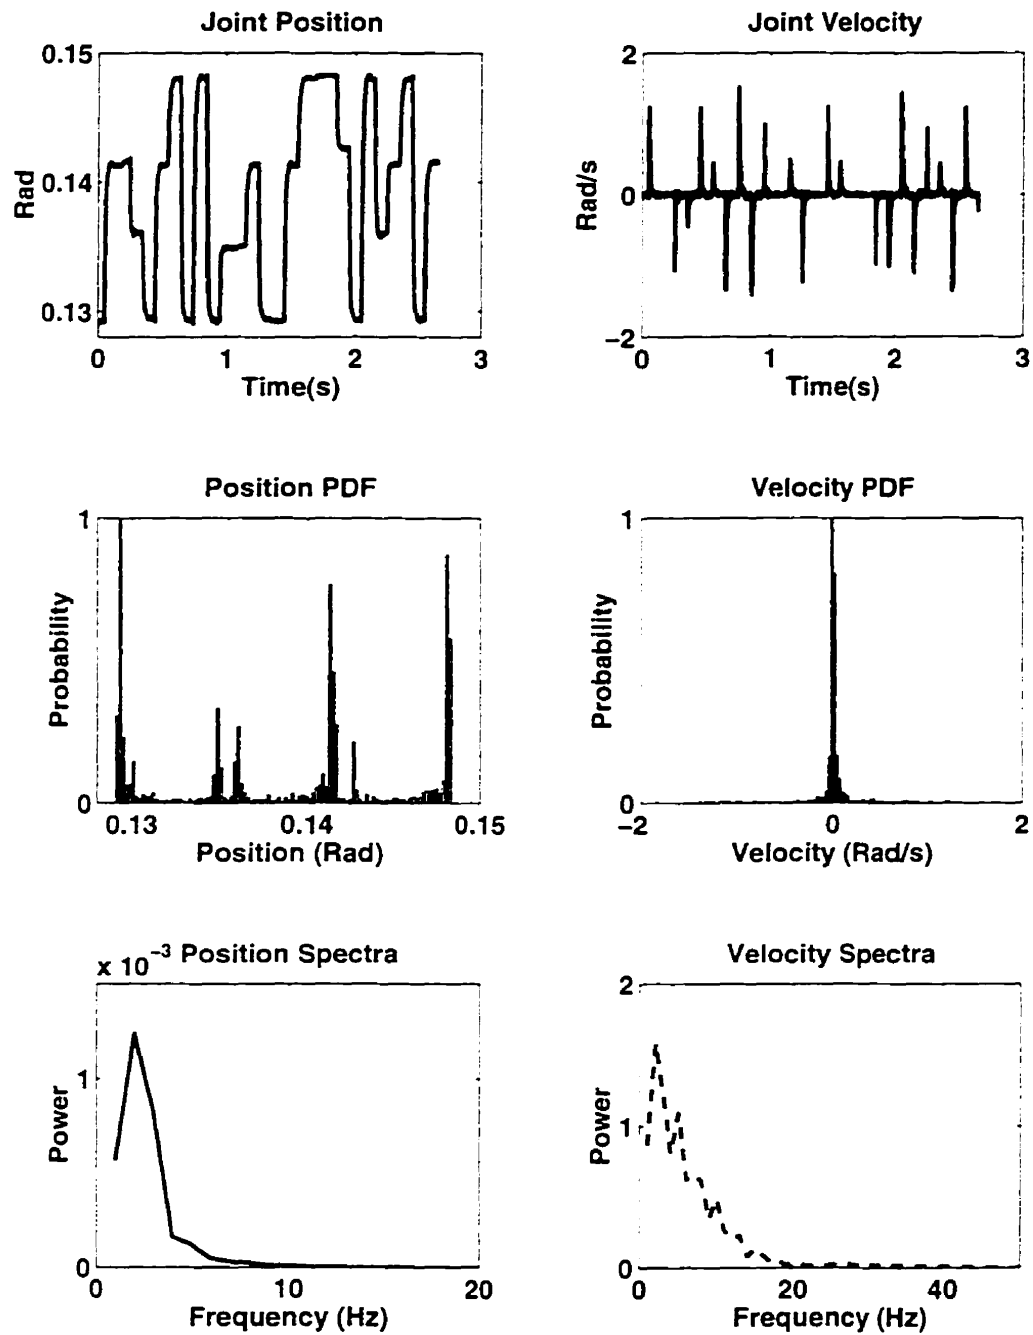 Joint Position
0.15
0.14
0.13
Rad
0 1 2 3
Time(s)
Joint Velocity
2
0
−2
Rad/s
0 1 2 3
Time(s)
Position PDF
1
0
Probability
0.13 0.14 0.15
Position (Rad)
Velocity PDF
1
0
Probability
−2 0 2
Velocity (Rad/s)
x 10⁻³ Position Spectra
1
0
Power
0 10 20
Frequency (Hz)
Velocity Spectra
2
1
0
Power
0 20 40
Frequency (Hz)